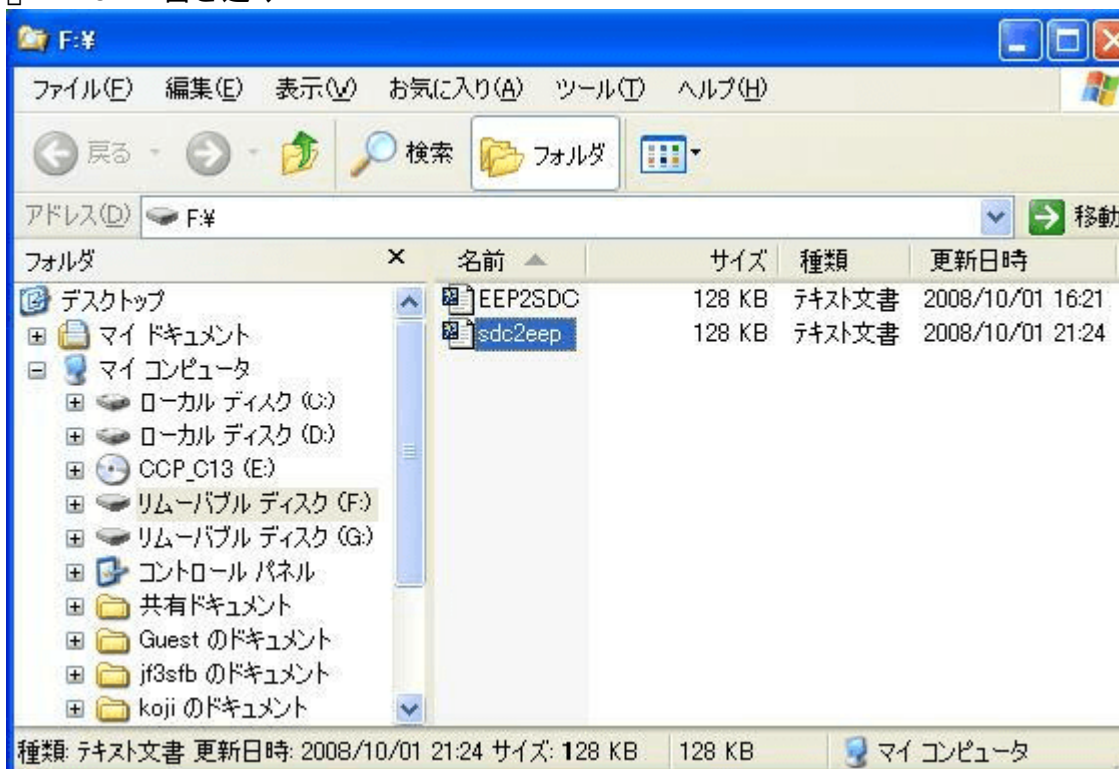 F:¥
ファイル(F) 編集(E) 表示(V) お気に入り(A) ツール(T) ヘルプ(H)
戻る 検索 フォルダ
アドレス(D) F:¥ 移動
フォルダ × 名前 サイズ 種類 更新日時
デスクトップ EEP2SDC 128 KB テキスト文書 2008/10/01 16:21
マイ ドキュメント sdc2eep 128 KB テキスト文書 2008/10/01 21:24
マイ コンピュータ
ローカル ディスク (C:)
ローカル ディスク (D:)
CCP_C13 (E:)
リムーバブル ディスク (F:)
リムーバブル ディスク (G:)
コントロール パネル
共有ドキュメント
Guest のドキュメント
jf3sfb のドキュメント
koji のドキュメント
種類: テキスト文書 更新日時: 2008/10/01 21:24 サイズ: 128 KB 128 KB マイ コンピュータ